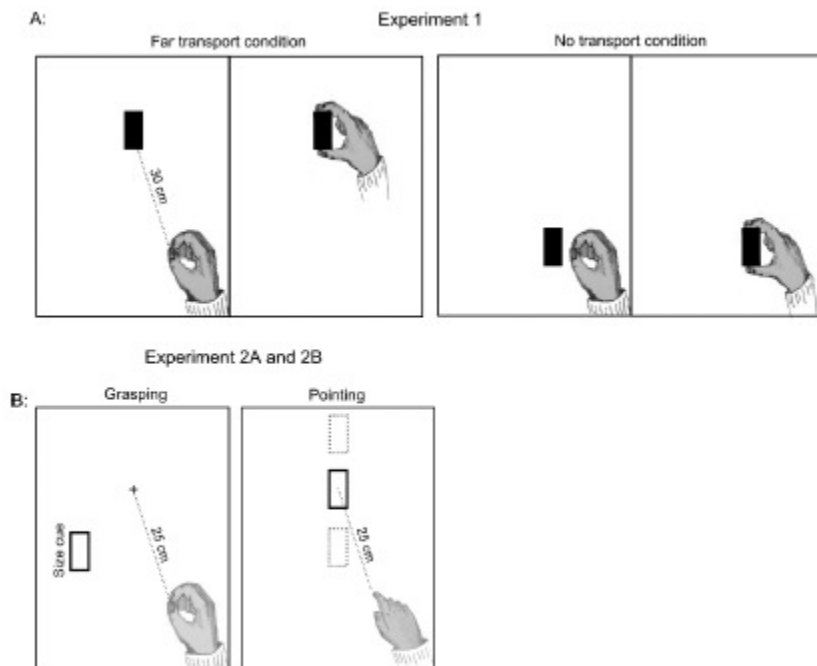 A:
Experiment 1
Far transport condition
No transport condition
30 cm
Experiment 2A and 2B
B:
Grasping
Pointing
Size cue
25 cm
25 cm